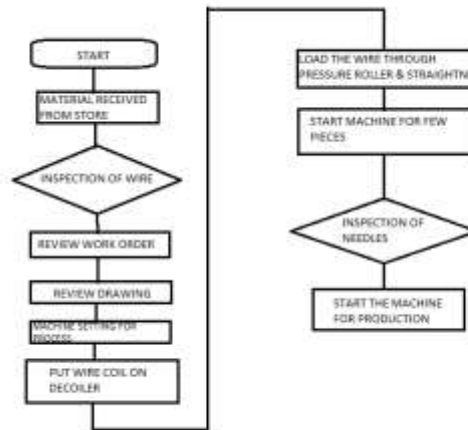 START
MATERIAL RECEIVED
FROM STORE
INSPECTION OF WIRE
REVIEW WORK ORDER
REVIEW DRAWING
MACHINE SETTING FOR
PROCESS
PUT WIRE COIL ON
DECOILER
LOAD THE WIRE THROUGH
PRESSURE ROLLER & STRAIGHTN
START MACHINE FOR FEW
PIECES
INSPECTION OF
NEEDLES
START THE MACHINE
FOR PRODUCTION